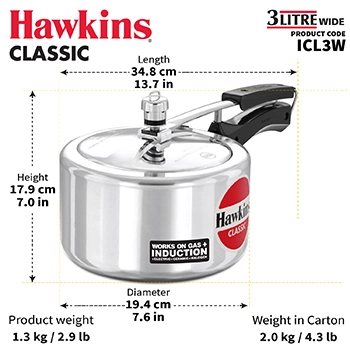 Hawkins
CLASSIC
3 LITRE WIDE
PRODUCT CODE
ICL3W
Length
34.8 cm
13.7 in
Height
17.9 cm
7.0 in
Hawkins
CLASSIC
WORKS ON GAS +
INDUCTION
Diameter
19.4 cm
7.6 in
Product weight
1.3 kg / 2.9 lb
Weight in Carton
2.0 kg / 4.3 lb